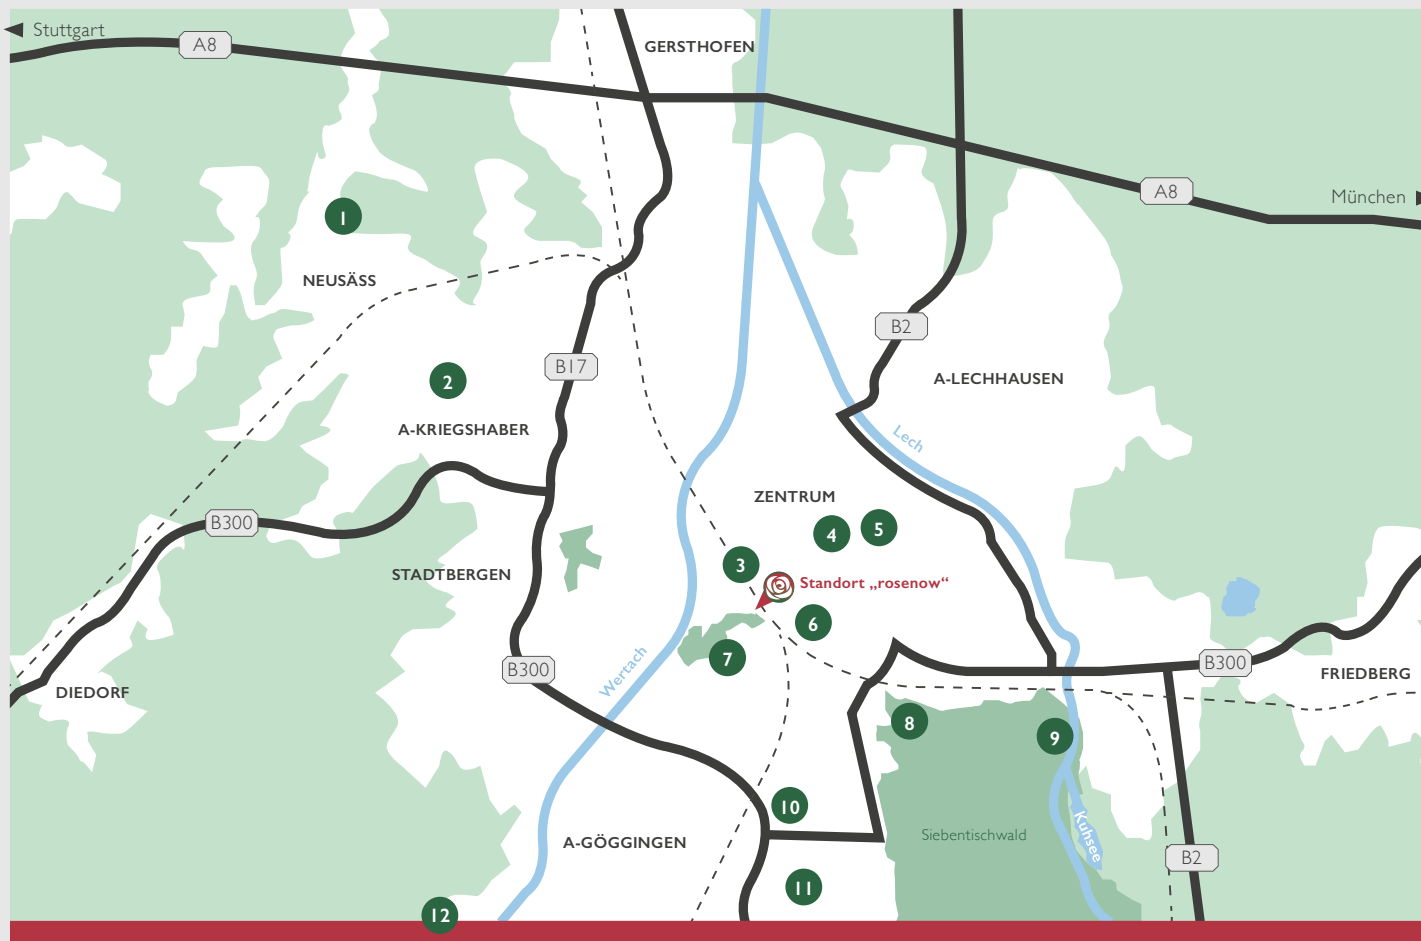 Stuttgart
A8
GERSTHOFEN
A8
München
1
NEUSÄSS
B2
B17
2
A-LECHHAUSEN
A-KRIEGSHABER
Lech
ZENTRUM
B300
4
5
3
STADTBERGEN
Standort „rosenow“
6
7
B300
Wertach
B300
DIEDORF
FRIEDBERG
8
9
10
Siebentischwald
Kuhsee
A-GÖGGINGEN
B2
11
12